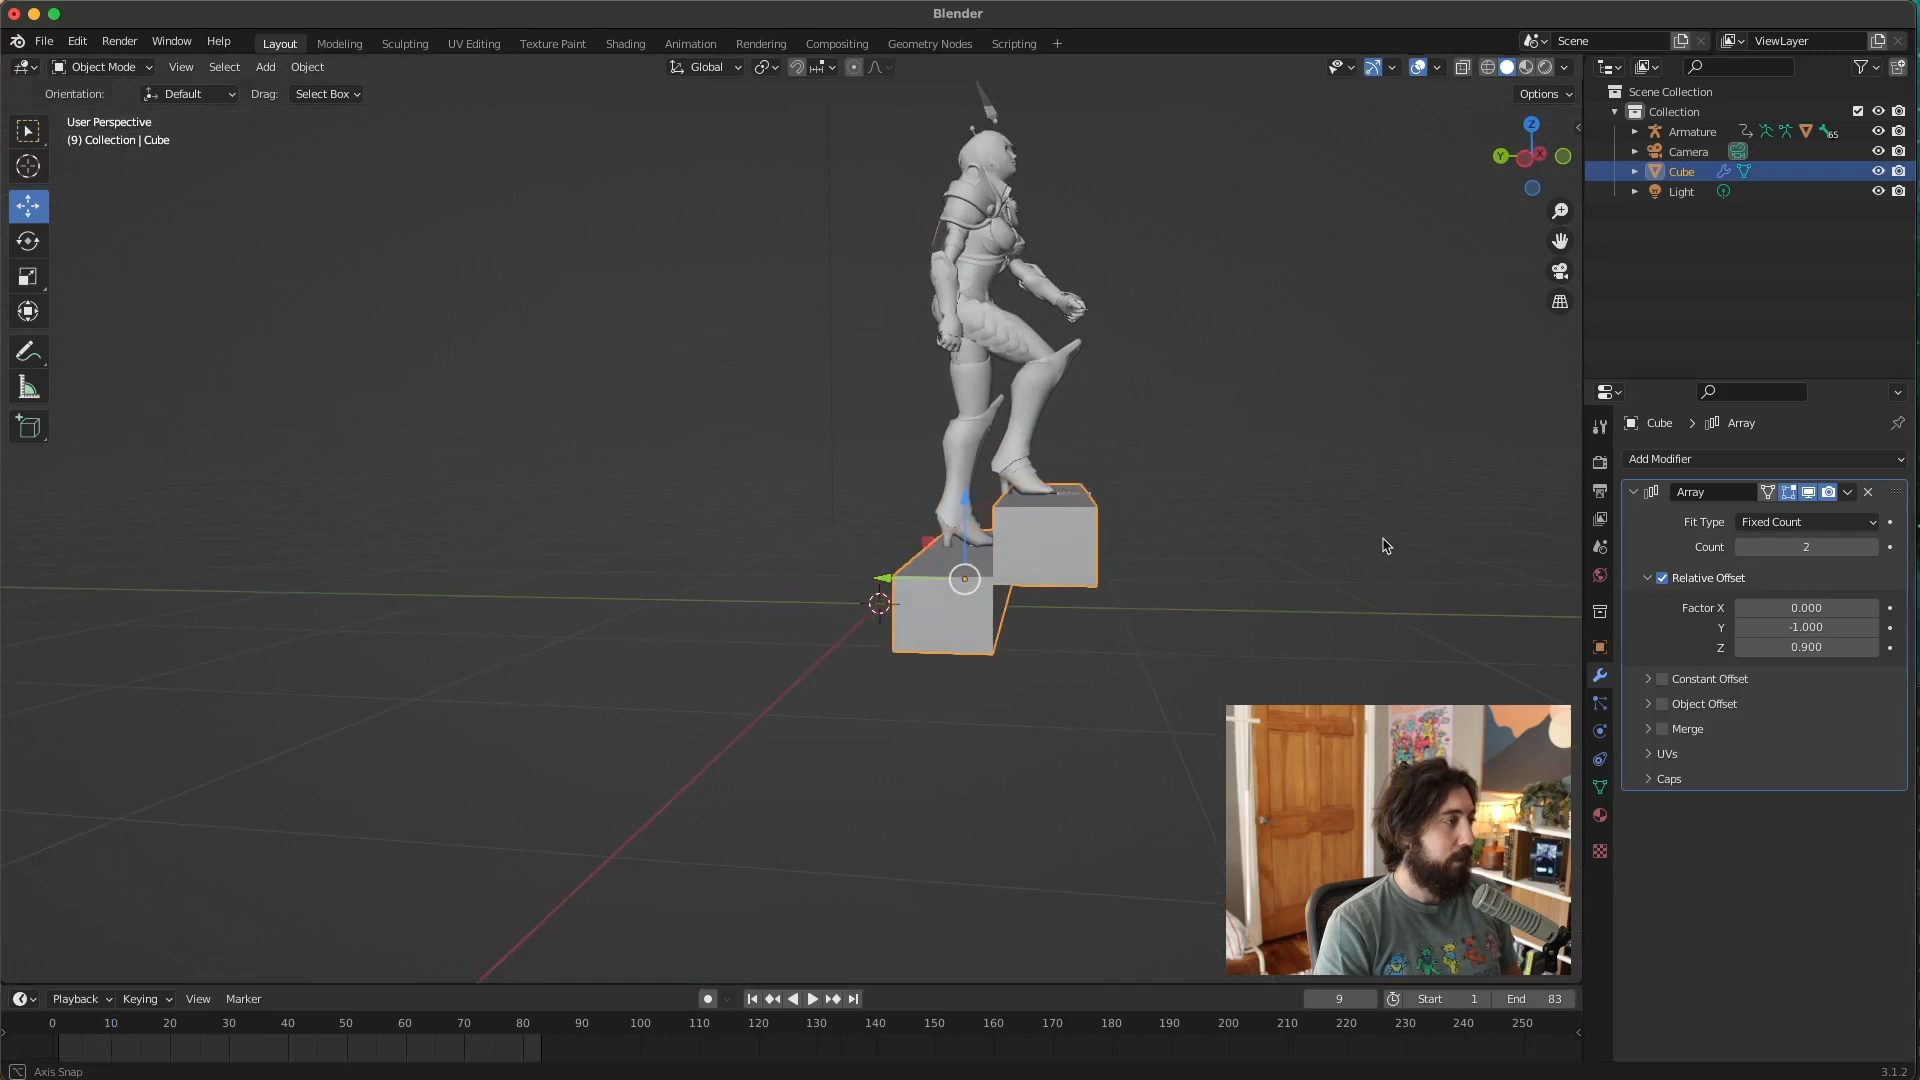 Blender
File Edit Render Window Help
Layout Modeling Sculpting UV Editing Texture Paint Shading Animation Rendering Compositing Geometry Nodes Scripting +
Scene ViewLayer
Object Mode View Select Add Object Global
Orientation: Default Drag: Select Box Options
User Perspective
(9) Collection | Cube
Z
Y X
Scene Collection
Collection
Armature 65
Camera
Cube
Light
Cube > Array
Add Modifier
Array
Fit Type Fixed Count
Count 2
Relative Offset
Factor X 0.000
Y -1.000
Z 0.900
Constant Offset
Object Offset
Merge
UVs
Caps
Playback Keying View Marker 9 Start 1 End 83
0 10 20 30 40 50 60 70 80 90 100 110 120 130 140 150 160 170 180 190 200 210 220 230 240 250
Axis Snap 3.1.2